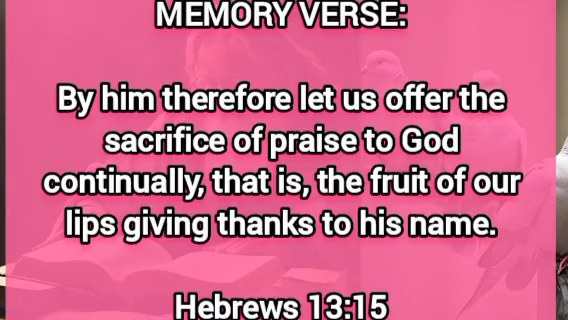 MEMORY VERSE:
By him therefore let us offer the
sacrifice of praise to God
continually, that is, the fruit of our
lips giving thanks to his name.
Hebrews 13:15